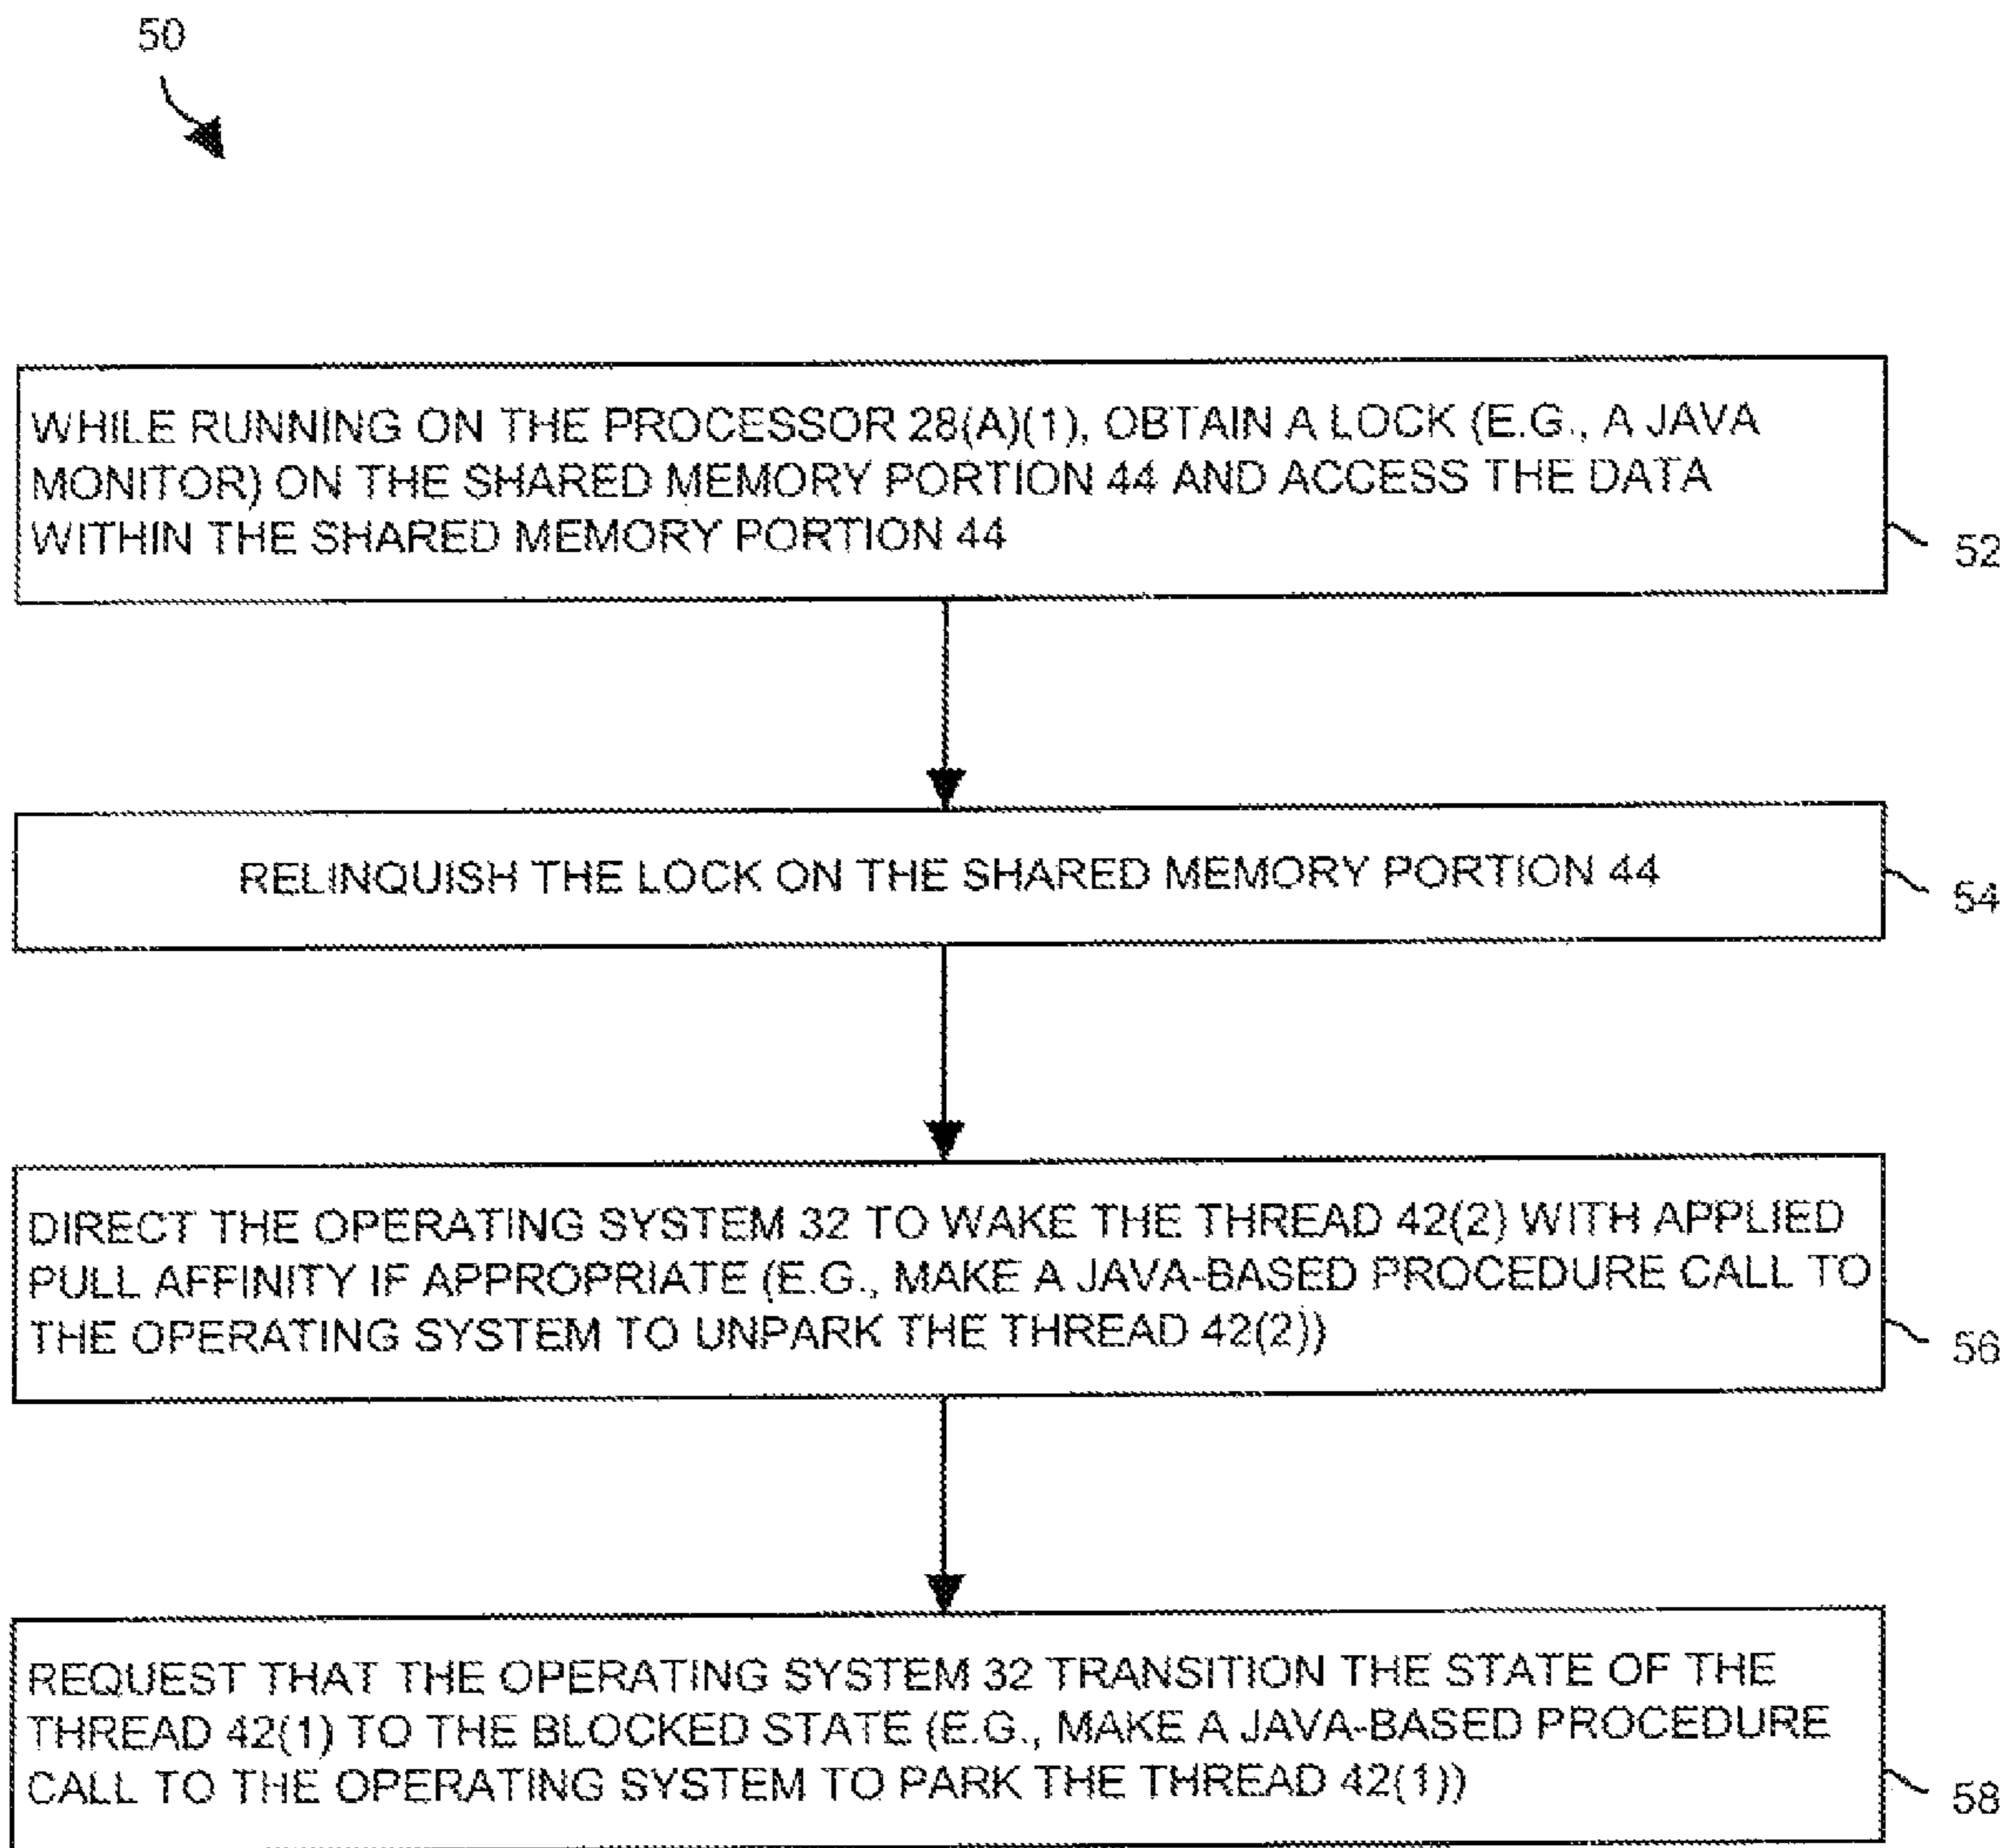 50
WHILE RUNNING ON THE PROCESSOR 28(A)(1), OBTAIN A LOCK (E.G., A JAVA
MONITOR) ON THE SHARED MEMORY PORTION 44 AND ACCESS THE DATA
WITHIN THE SHARED MEMORY PORTION 44
52
RELINQUISH THE LOCK ON THE SHARED MEMORY PORTION 44
54
DIRECT THE OPERATING SYSTEM 32 TO WAKE THE THREAD 42(2) WITH APPLIED
PULL AFFINITY IF APPROPRIATE (E.G., MAKE A JAVA-BASED PROCEDURE CALL TO
THE OPERATING SYSTEM TO UNPARK THE THREAD 42(2))
56
REQUEST THAT THE OPERATING SYSTEM 32 TRANSITION THE STATE OF THE
THREAD 42(1) TO THE BLOCKED STATE (E.G., MAKE A JAVA-BASED PROCEDURE
CALL TO THE OPERATING SYSTEM TO PARK THE THREAD 42(1))
58